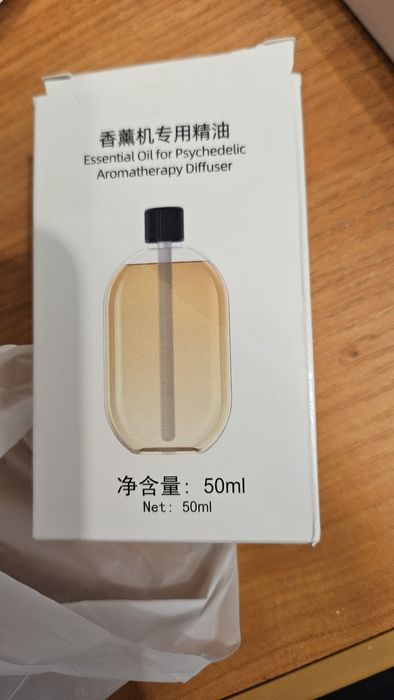 香薰机专用精油
Essential Oil for Psychedelic
Aromatherapy Diffuser
净含量: 50ml
Net: 50ml